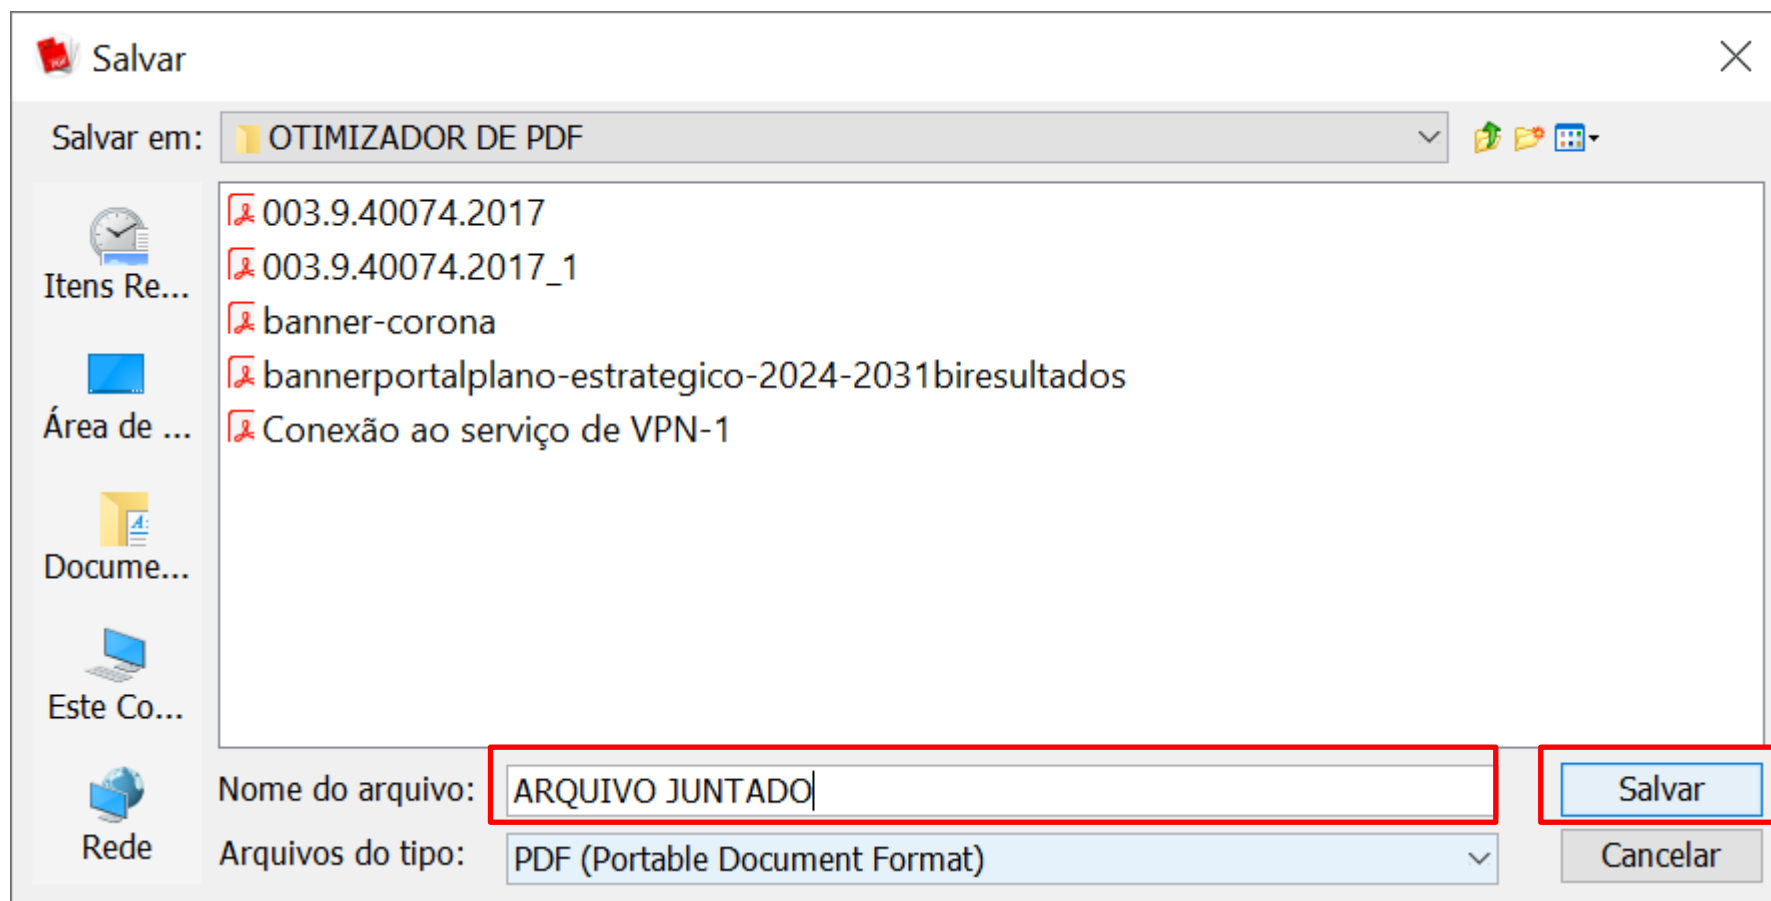 Salvar
Salvar em: OTIMIZADOR DE PDF
003.9.40074.2017
003.9.40074.2017_1
banner-corona
bannerportalplano-estrategico-2024-2031biresultados
Conexão ao serviço de VPN-1
Itens Re...
Área de ...
Docume...
Este Co...
Rede
Nome do arquivo: ARQUIVO JUNTADO Salvar
Arquivos do tipo: PDF (Portable Document Format) Cancelar